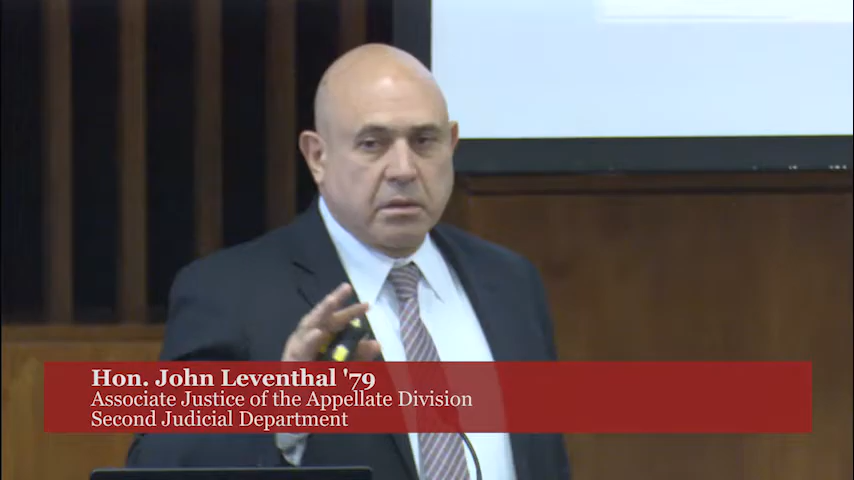 Hon. John Leventhal '79
Associate Justice of the Appellate Division
Second Judicial Department